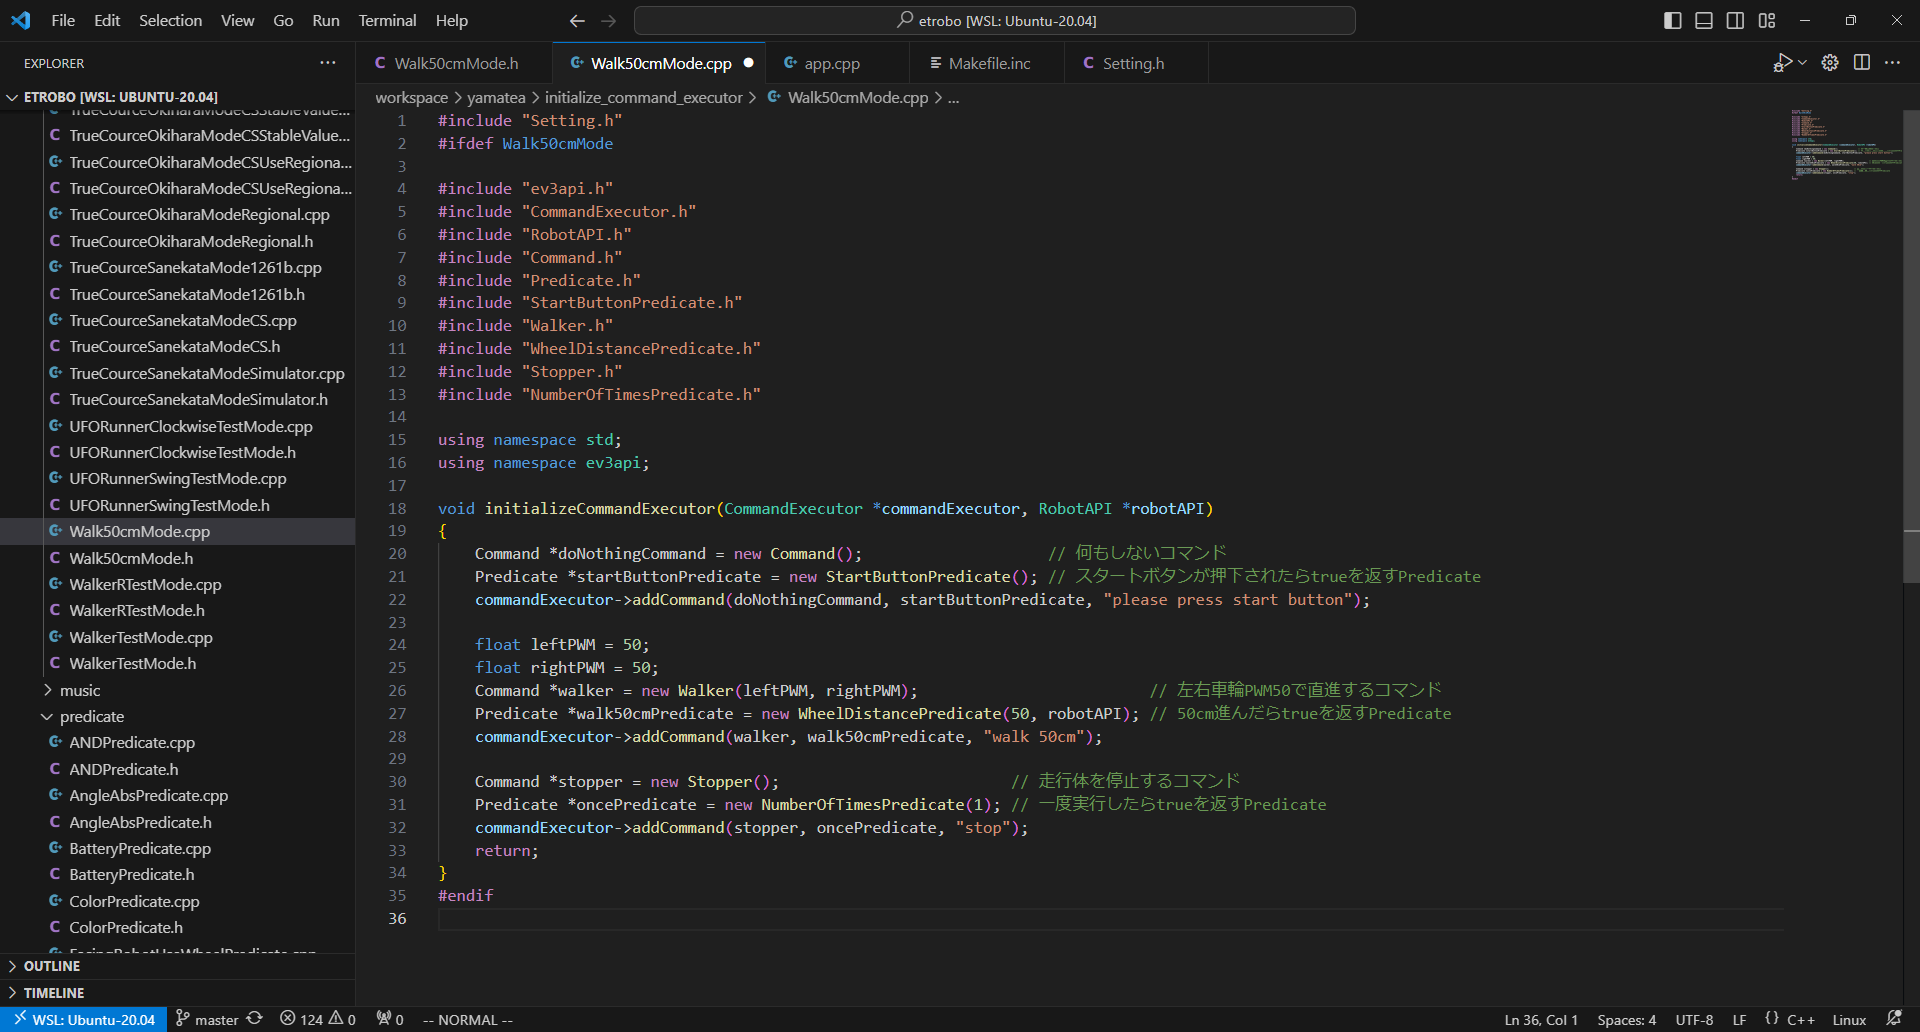 File Edit Selection View Go Run Terminal Help
etrobo [WSL: Ubuntu-20.04]
EXPLORER
ETROBO [WSL: UBUNTU-20.04]
TrueCourceOkiharaModeCSStableValue...
TrueCourceOkiharaModeCSStableValue...
TrueCourceOkiharaModeCSUseRegiona...
TrueCourceOkiharaModeCSUseRegiona...
TrueCourceOkiharaModeRegional.cpp
TrueCourceOkiharaModeRegional.h
TrueCourceSanekataMode1261b.cpp
TrueCourceSanekataMode1261b.h
TrueCourceSanekataModeCS.cpp
TrueCourceSanekataModeCS.h
TrueCourceSanekataModeSimulator.cpp
TrueCourceSanekataModeSimulator.h
UFORunnerClockwiseTestMode.cpp
UFORunnerClockwiseTestMode.h
UFORunnerSwingTestMode.cpp
UFORunnerSwingTestMode.h
Walk50cmMode.cpp
Walk50cmMode.h
WalkerRTestMode.cpp
WalkerRTestMode.h
WalkerTestMode.cpp
WalkerTestMode.h
music
predicate
ANDPredicate.cpp
ANDPredicate.h
AngleAbsPredicate.cpp
AngleAbsPredicate.h
BatteryPredicate.cpp
BatteryPredicate.h
ColorPredicate.cpp
ColorPredicate.h
FacingRobotUseWheelPredicate.cpp
OUTLINE
TIMELINE
Walk50cmMode.h Walk50cmMode.cpp app.cpp Makefile.inc Setting.h
workspace > yamatea > initialize_command_executor > Walk50cmMode.cpp > ...
1 #include "Setting.h"
2 #ifdef Walk50cmMode
3
4 #include "ev3api.h"
5 #include "CommandExecutor.h"
6 #include "RobotAPI.h"
7 #include "Command.h"
8 #include "Predicate.h"
9 #include "StartButtonPredicate.h"
10 #include "Walker.h"
11 #include "WheelDistancePredicate.h"
12 #include "Stopper.h"
13 #include "NumberOfTimesPredicate.h"
14
15 using namespace std;
16 using namespace ev3api;
17
18 void initializeCommandExecutor(CommandExecutor *commandExecutor, RobotAPI *robotAPI)
19 {
20 Command *doNothingCommand = new Command(); // 何もしないコマンド
21 Predicate *startButtonPredicate = new StartButtonPredicate(); // スタートボタンが押下されたらtrueを返すPredicate
22 commandExecutor->addCommand(doNothingCommand, startButtonPredicate, "please press start button");
23
24 float leftPWM = 50;
25 float rightPWM = 50;
26 Command *walker = new Walker(leftPWM, rightPWM); // 左右車輪PWM50で直進するコマンド
27 Predicate *walk50cmPredicate = new WheelDistancePredicate(50, robotAPI); // 50cm進んだらtrueを返すPredicate
28 commandExecutor->addCommand(walker, walk50cmPredicate, "walk 50cm");
29
30 Command *stopper = new Stopper(); // 走行体を停止するコマンド
31 Predicate *oncePredicate = new NumberOfTimesPredicate(1); // 一度実行したらtrueを返すPredicate
32 commandExecutor->addCommand(stopper, oncePredicate, "stop");
33 return;
34 }
35 #endif
36
WSL: Ubuntu-20.04 master 124 0 0 -- NORMAL -- Ln 36, Col 1 Spaces: 4 UTF-8 LF {} C++ Linux